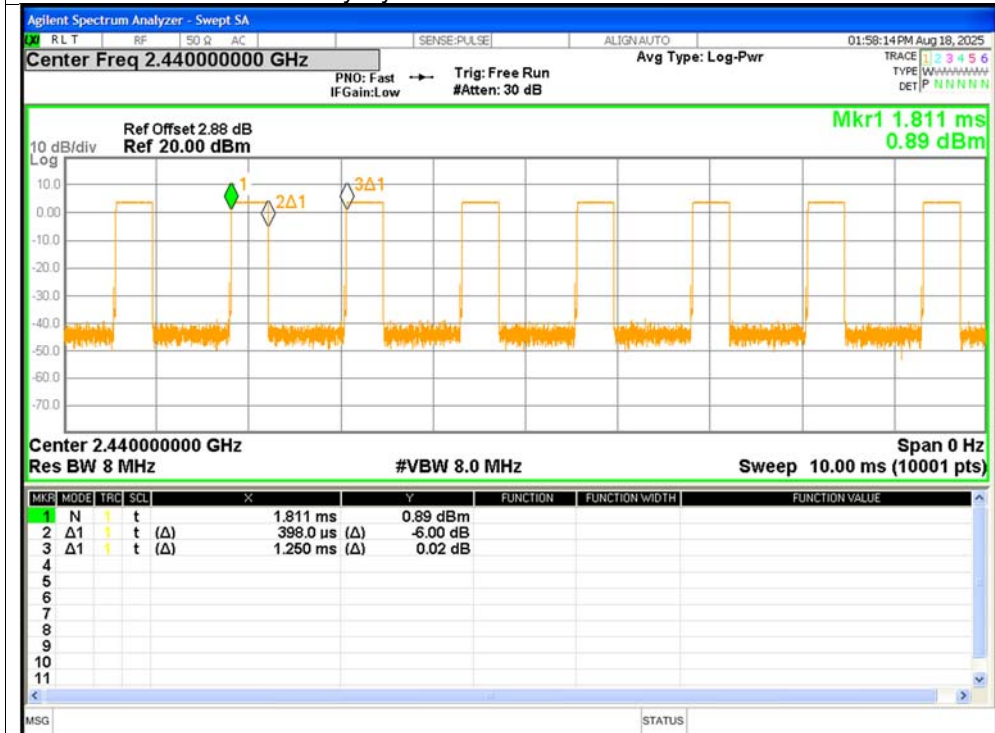 Agilent Spectrum Analyzer - Swept SA
RLT RF 50 Ω AC SENSE:PULSE ALIGNAUTO 01:58:14 PM Aug 18, 2025
Center Freq 2.440000000 GHz
PNO: Fast
IFGain:Low
Trig: Free Run
#Atten: 30 dB
Avg Type: Log-Pwr
TRACE 1 2 3 4 5 6
TYPE W
DET P N N N N N
Mkr1 1.811 ms
0.89 dBm
Ref Offset 2.88 dB
10 dB/div Ref 20.00 dBm
Log
10.0
0.00
-10.0
-20.0
-30.0
-40.0
-50.0
-60.0
-70.0
1
2Δ1
3Δ1
Center 2.440000000 GHz Span 0 Hz
Res BW 8 MHz #VBW 8.0 MHz Sweep 10.00 ms (10001 pts)
MKR MODE TRC SCL X Y FUNCTION FUNCTION WIDTH FUNCTION VALUE
1 N 1 t 1.811 ms 0.89 dBm
2 Δ1 1 t (Δ) 398.0 µs (Δ) -6.00 dB
3 Δ1 1 t (Δ) 1.250 ms (Δ) 0.02 dB
4
5
6
7
8
9
10
11
MSG STATUS